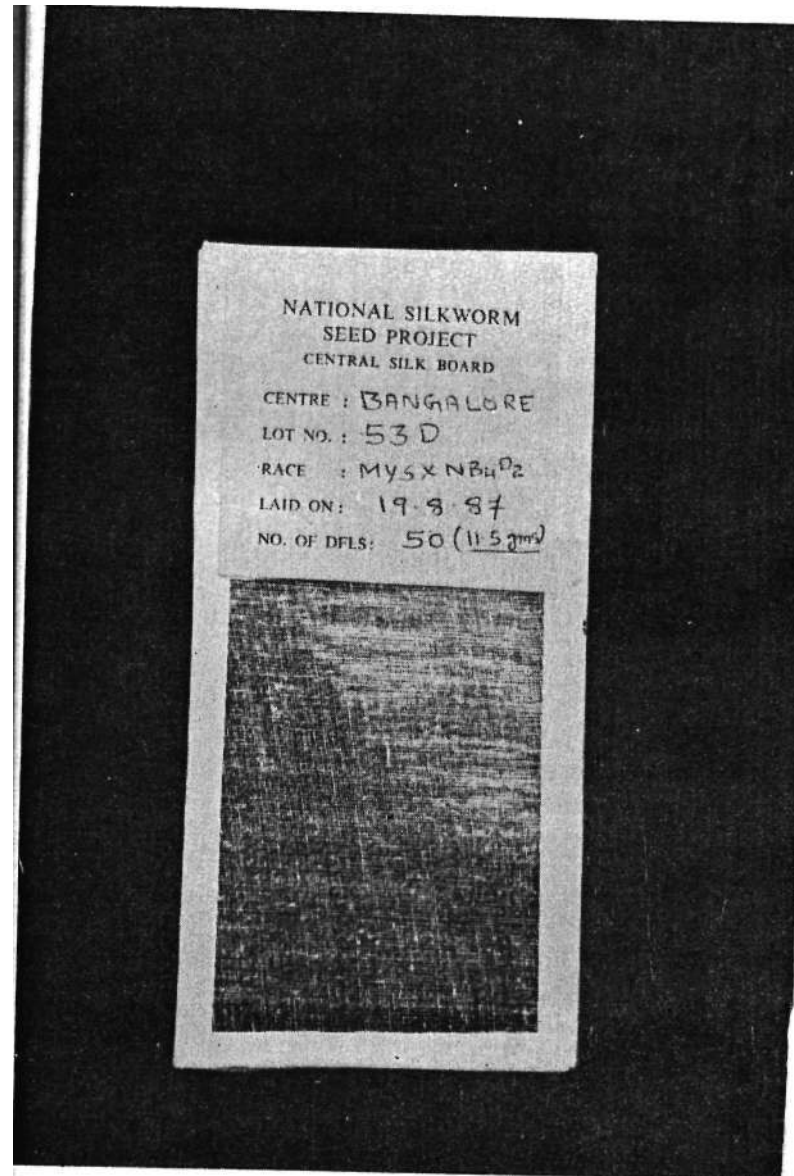 NATIONAL SILKWORM
SEED PROJECT
CENTRAL SILK BOARD
CENTRE : BANGALORE
LOT NO. : 53 D
RACE : MYS X NB4D2
LAID ON : 19.8.87
NO. OF DFLS: 50 (11.5 gms)